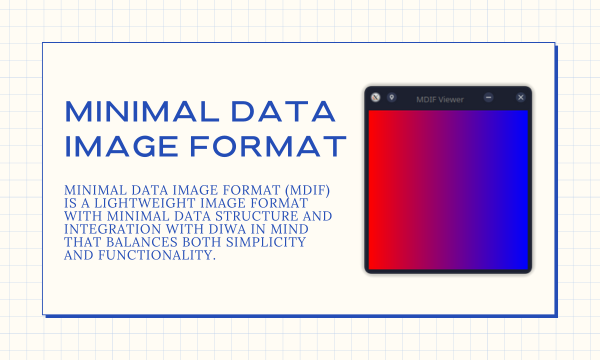 MINIMAL DATA
IMAGE FORMAT
MINIMAL DATA IMAGE FORMAT (MDIF)
IS A LIGHTWEIGHT IMAGE FORMAT
WITH MINIMAL DATA STRUCTURE AND
INTEGRATION WITH DIWA IN MIND
THAT BALANCES BOTH SIMPLICITY
AND FUNCTIONALITY.
MDIF Viewer